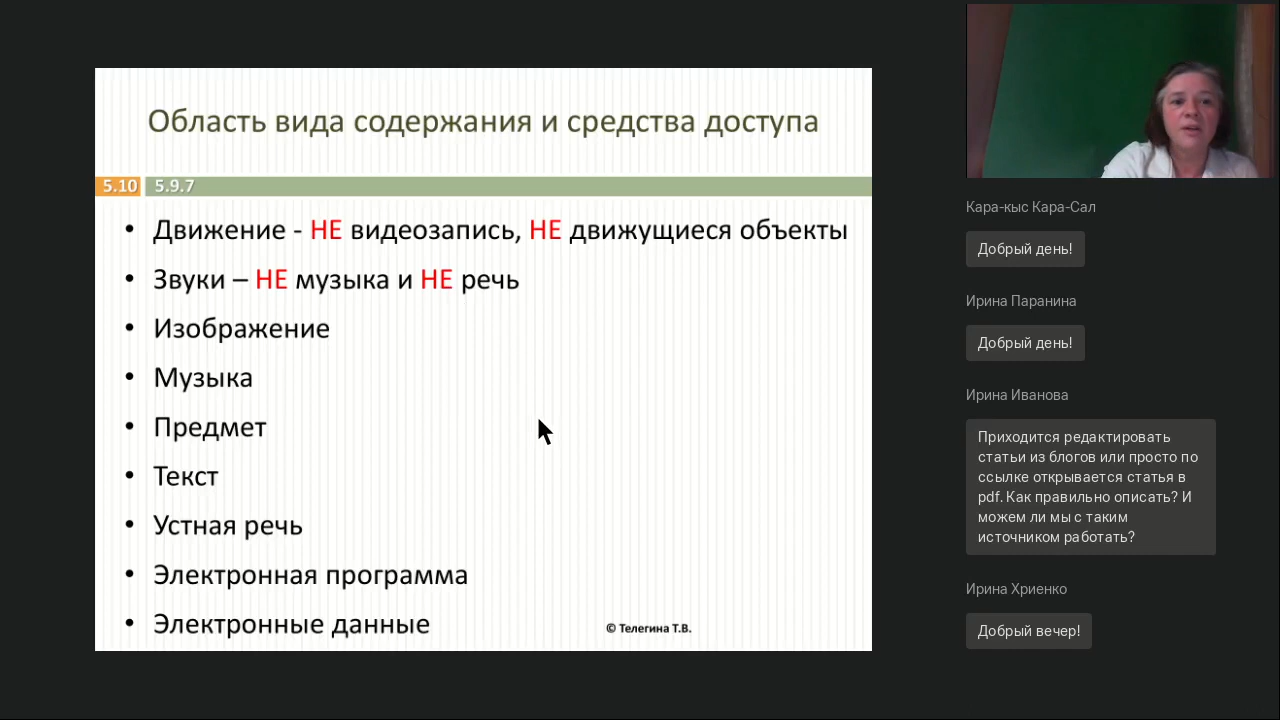 Область вида содержания и средства доступа
5.10 5.9.7
• Движение - НЕ видеозапись, НЕ движущиеся объекты
• Звуки – НЕ музыка и НЕ речь
• Изображение
• Музыка
• Предмет
• Текст
• Устная речь
• Электронная программа
• Электронные данные
© Телегина Т.В.
Кара-кыс Кара-Сал
Добрый день!
Ирина Паранина
Добрый день!
Ирина Иванова
Приходится редактировать
статьи из блогов или просто по
ссылке открывается статья в
pdf. Как правильно описать? И
можем ли мы с таким
источником работать?
Ирина Хриенко
Добрый вечер!